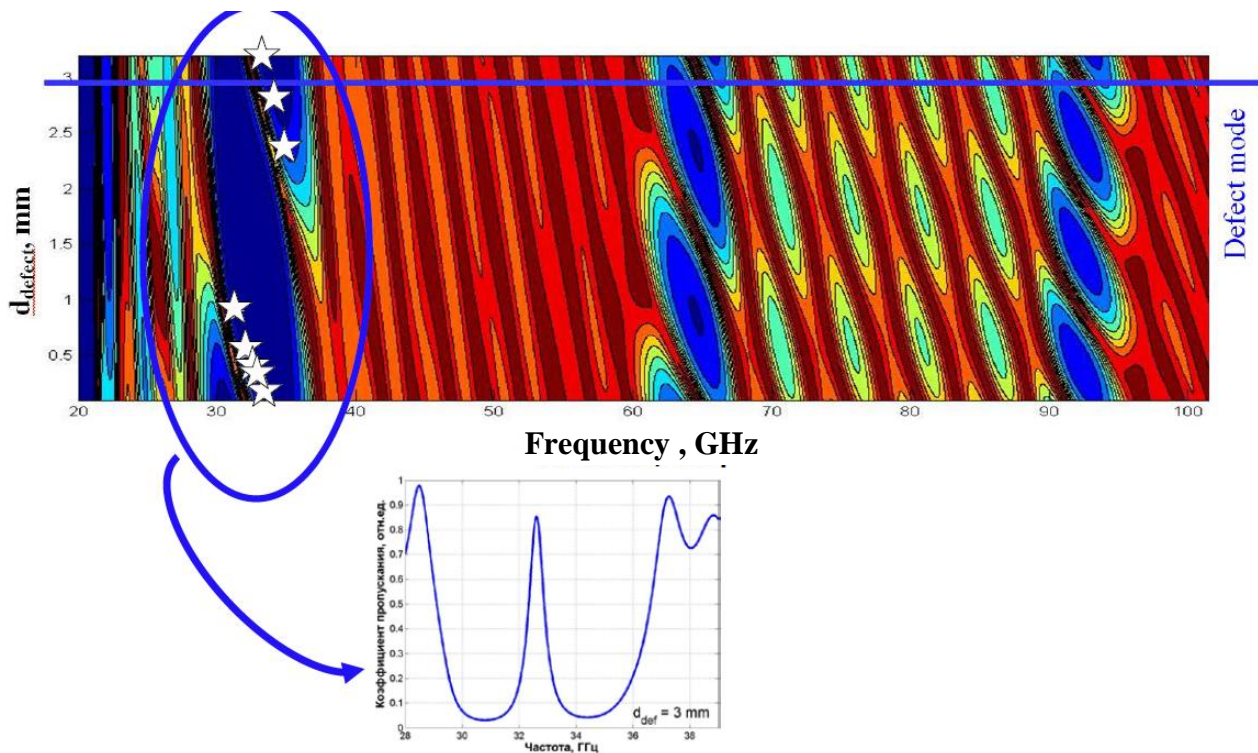 3
2.5
2
1.5
1
0.5
d_defect, mm
20 30 40 50 60 70 80 90 100
Frequency , GHz
Defect mode
Коэффициент пропускания, отн.ед.
1
0.9
0.8
0.7
0.6
0.5
0.4
0.3
0.2
0.1
0
d_def = 3 mm
28 30 32 34 36 38
Частота, ГГц